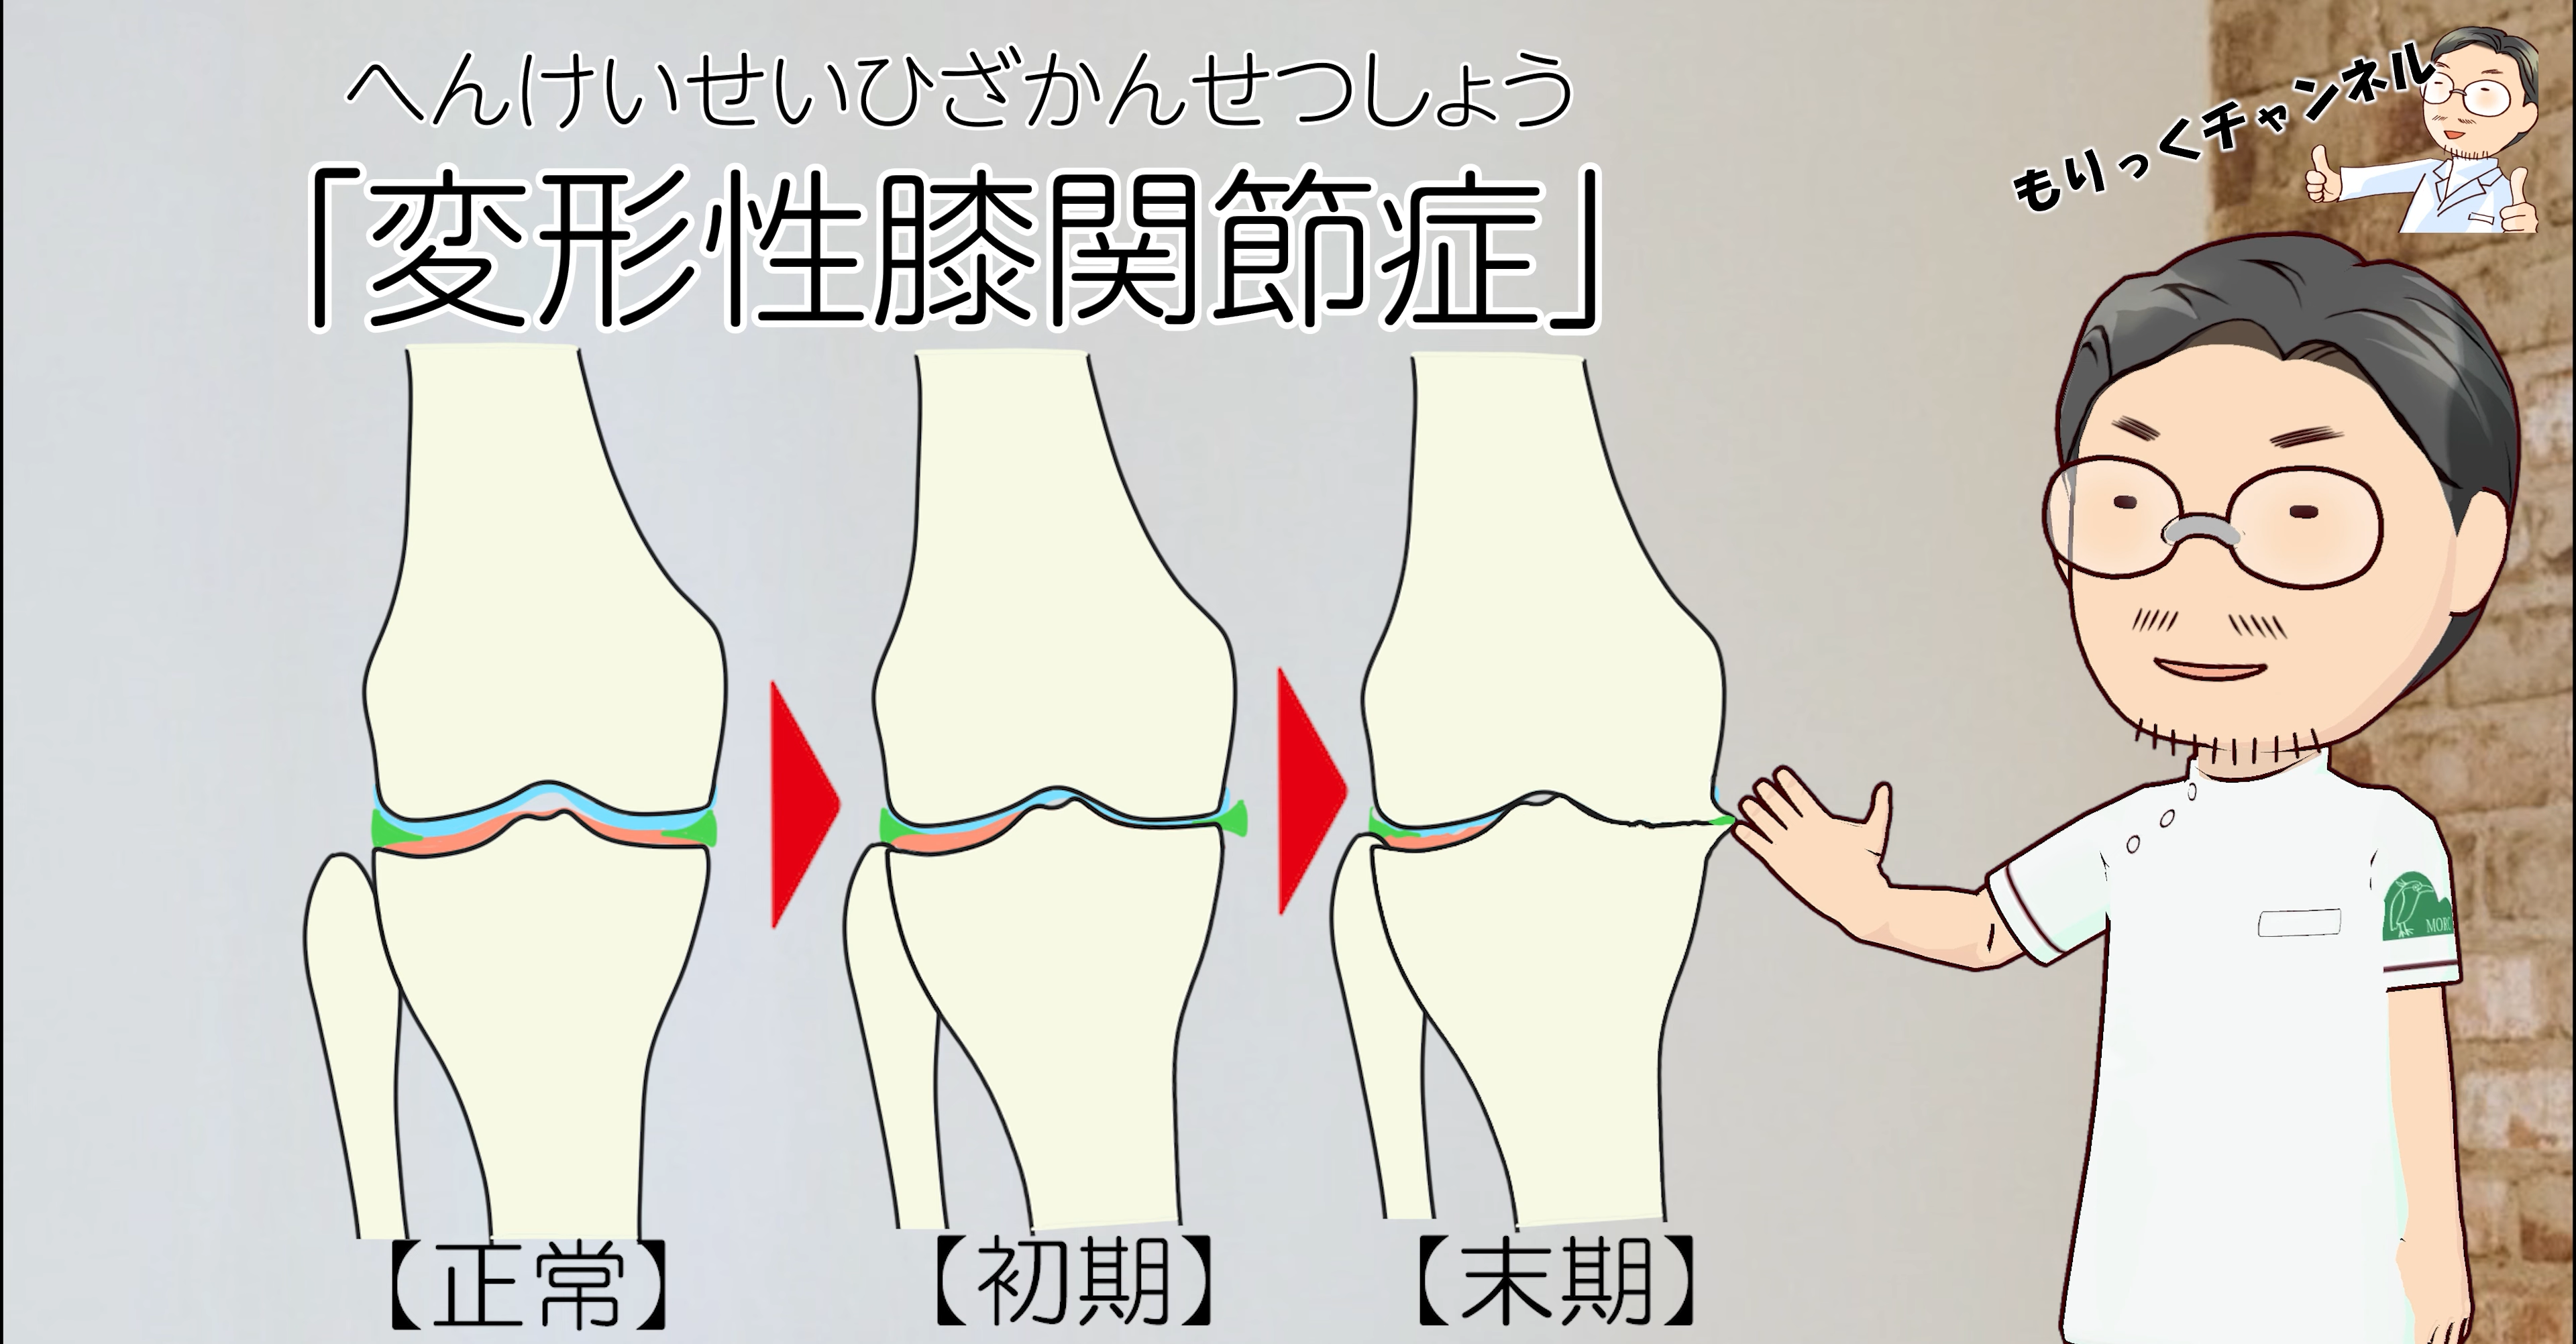 へんけいせいひざかんせつしょう
「変形性膝関節症」
もりっくチャンネル
【正常】
【初期】
【末期】